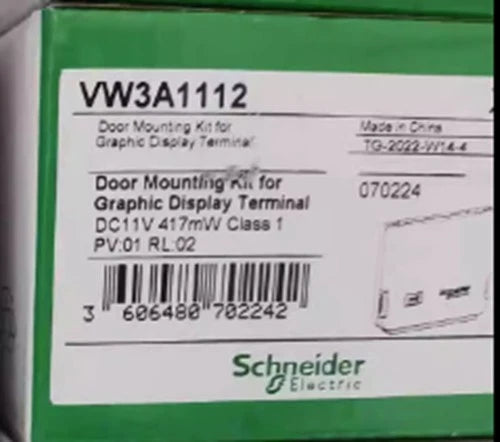 VW3A1112
Door Mounting Kit for
Graphic Display Terminal
Made in China
TG-2022-W14-4
070224
Door Mounting Kit for
Graphic Display Terminal
DC11V 417mW Class 1
PV:01 RL:02
3 606480 702242
Schneider
Electric